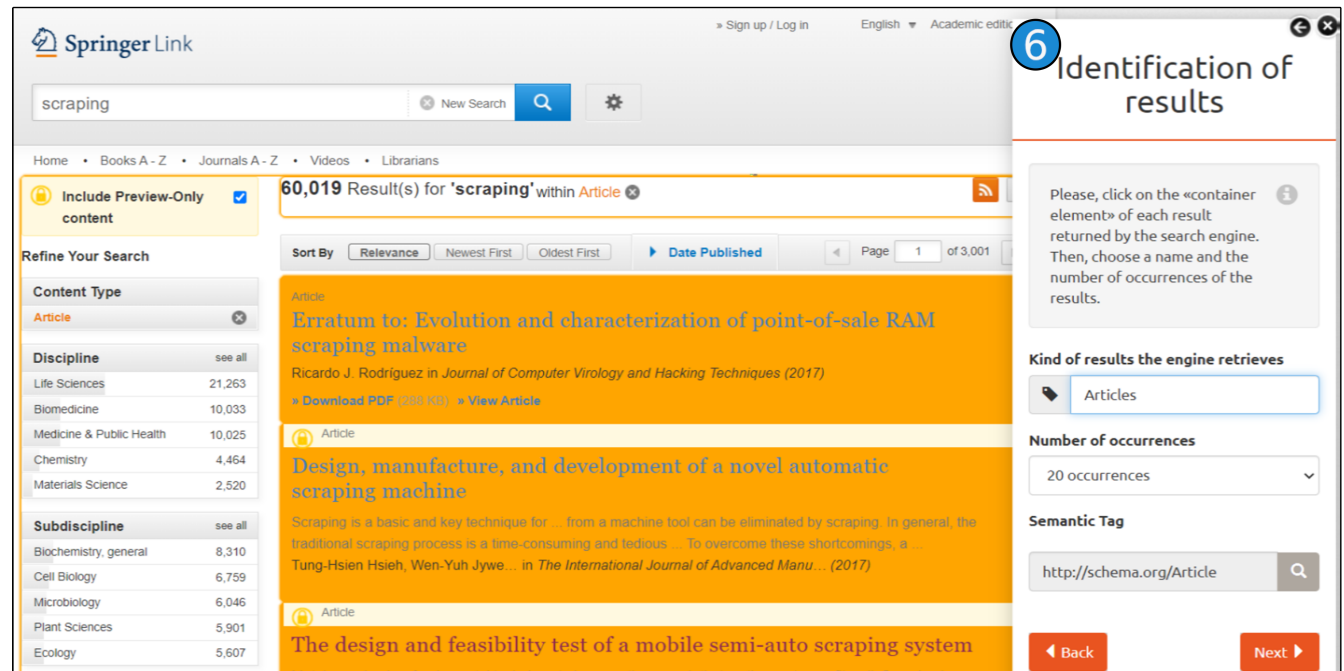 Springer Link
» Sign up / Log in English Academic editio
scraping New Search
Home • Books A - Z • Journals A - Z • Videos • Librarians
Include Preview-Only
content
60,019 Result(s) for 'scraping' within Article
Refine Your Search
Sort By Relevance Newest First Oldest First Date Published Page 1 of 3,001
Content Type
Article
Discipline see all
Life Sciences 21,263
Biomedicine 10,033
Medicine & Public Health 10,025
Chemistry 4,464
Materials Science 2,520
Subdiscipline see all
Biochemistry, general 8,310
Cell Biology 6,759
Microbiology 6,046
Plant Sciences 5,901
Ecology 5,607
Article
Erratum to: Evolution and characterization of point-of-sale RAM
scraping malware
Ricardo J. Rodríguez in Journal of Computer Virology and Hacking Techniques (2017)
» Download PDF (288 KB) » View Article
Article
Design, manufacture, and development of a novel automatic
scraping machine
Scraping is a basic and key technique for ... from a machine tool can be eliminated by scraping. In general, the
traditional scraping process is a time-consuming and tedious ... To overcome these shortcomings, a ...
Tung-Hsien Hsieh, Wen-Yuh Jywe... in The International Journal of Advanced Manu... (2017)
Article
The design and feasibility test of a mobile semi-auto scraping system
6
Identification of
results
Please, click on the «container
element» of each result
returned by the search engine.
Then, choose a name and the
number of occurrences of the
results.
Kind of results the engine retrieves
Articles
Number of occurrences
20 occurrences
Semantic Tag
http://schema.org/Article
Back Next